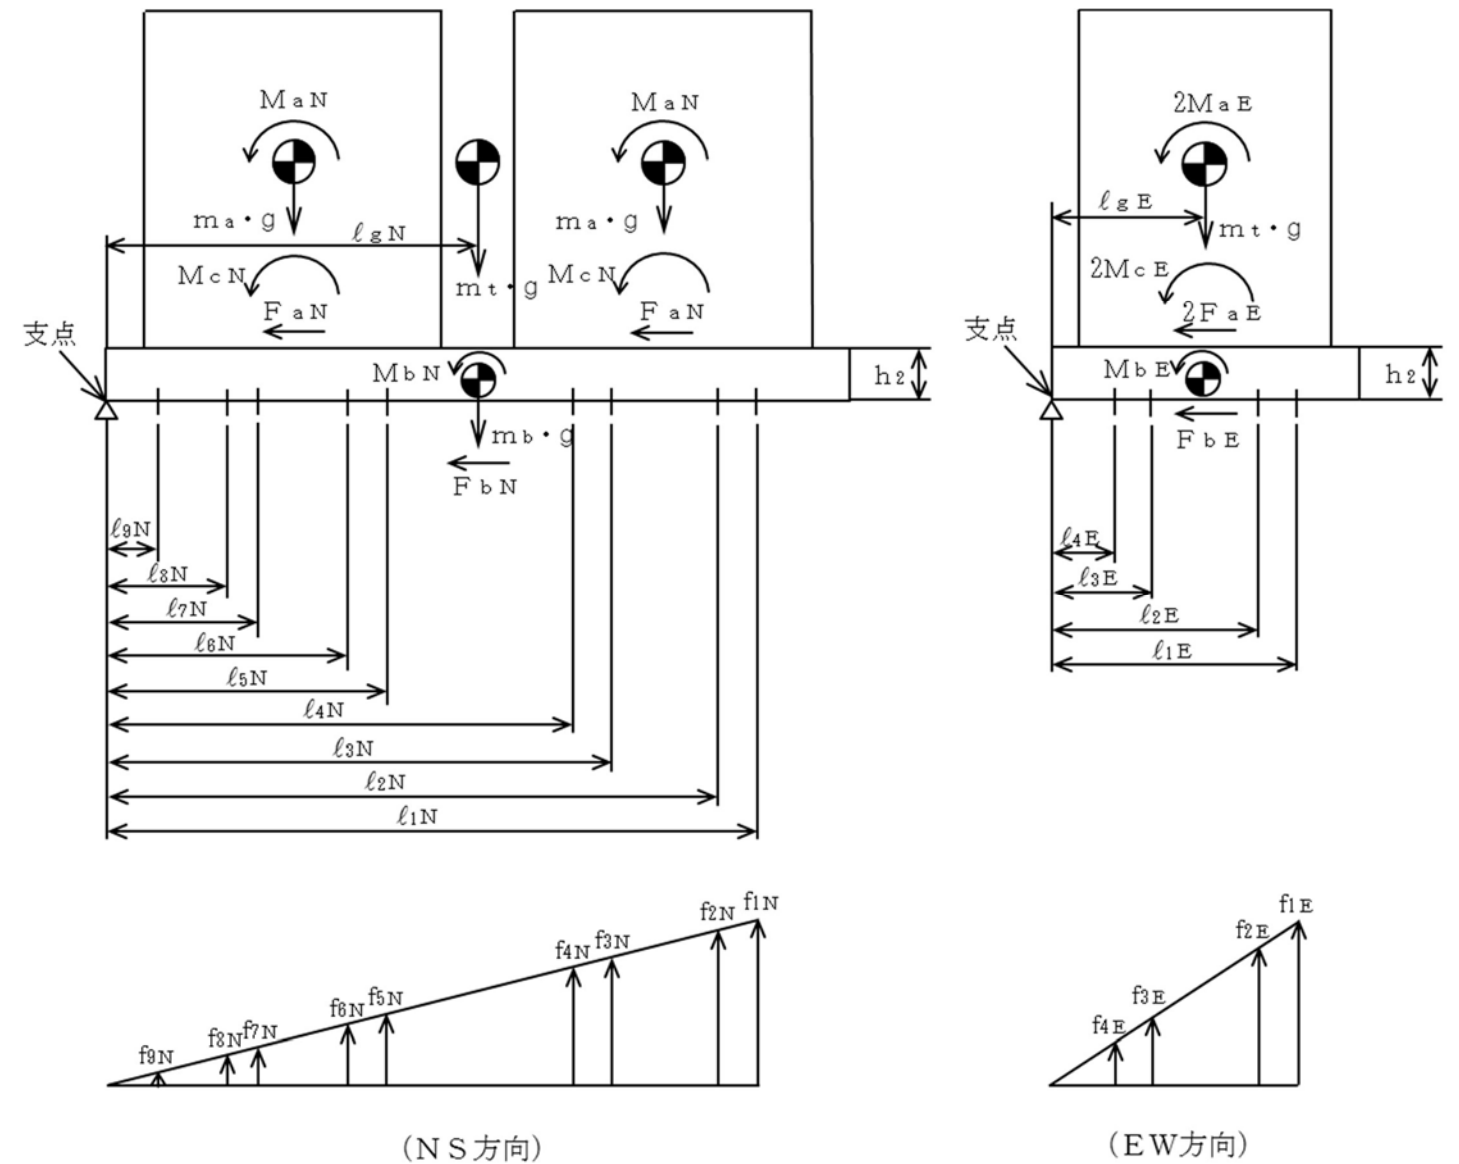 MaN
MaN
2MaE
ma・g
ma・g
ℓgN
ℓgE
mt・g
mt・g
McN
McN
2McE
FaN
FaN
2FaE
支点
支点
MbN
MbE
h2
h2
mb・g
FbN
FbE
ℓ9N
ℓ8N
ℓ7N
ℓ6N
ℓ5N
ℓ4N
ℓ3N
ℓ2N
ℓ1N
ℓ4E
ℓ3E
ℓ2E
ℓ1E
f9N
f8N
f7N
f6N
f5N
f4N
f3N
f2N
f1N
f4E
f3E
f2E
f1E
(NS方向)
(EW方向)